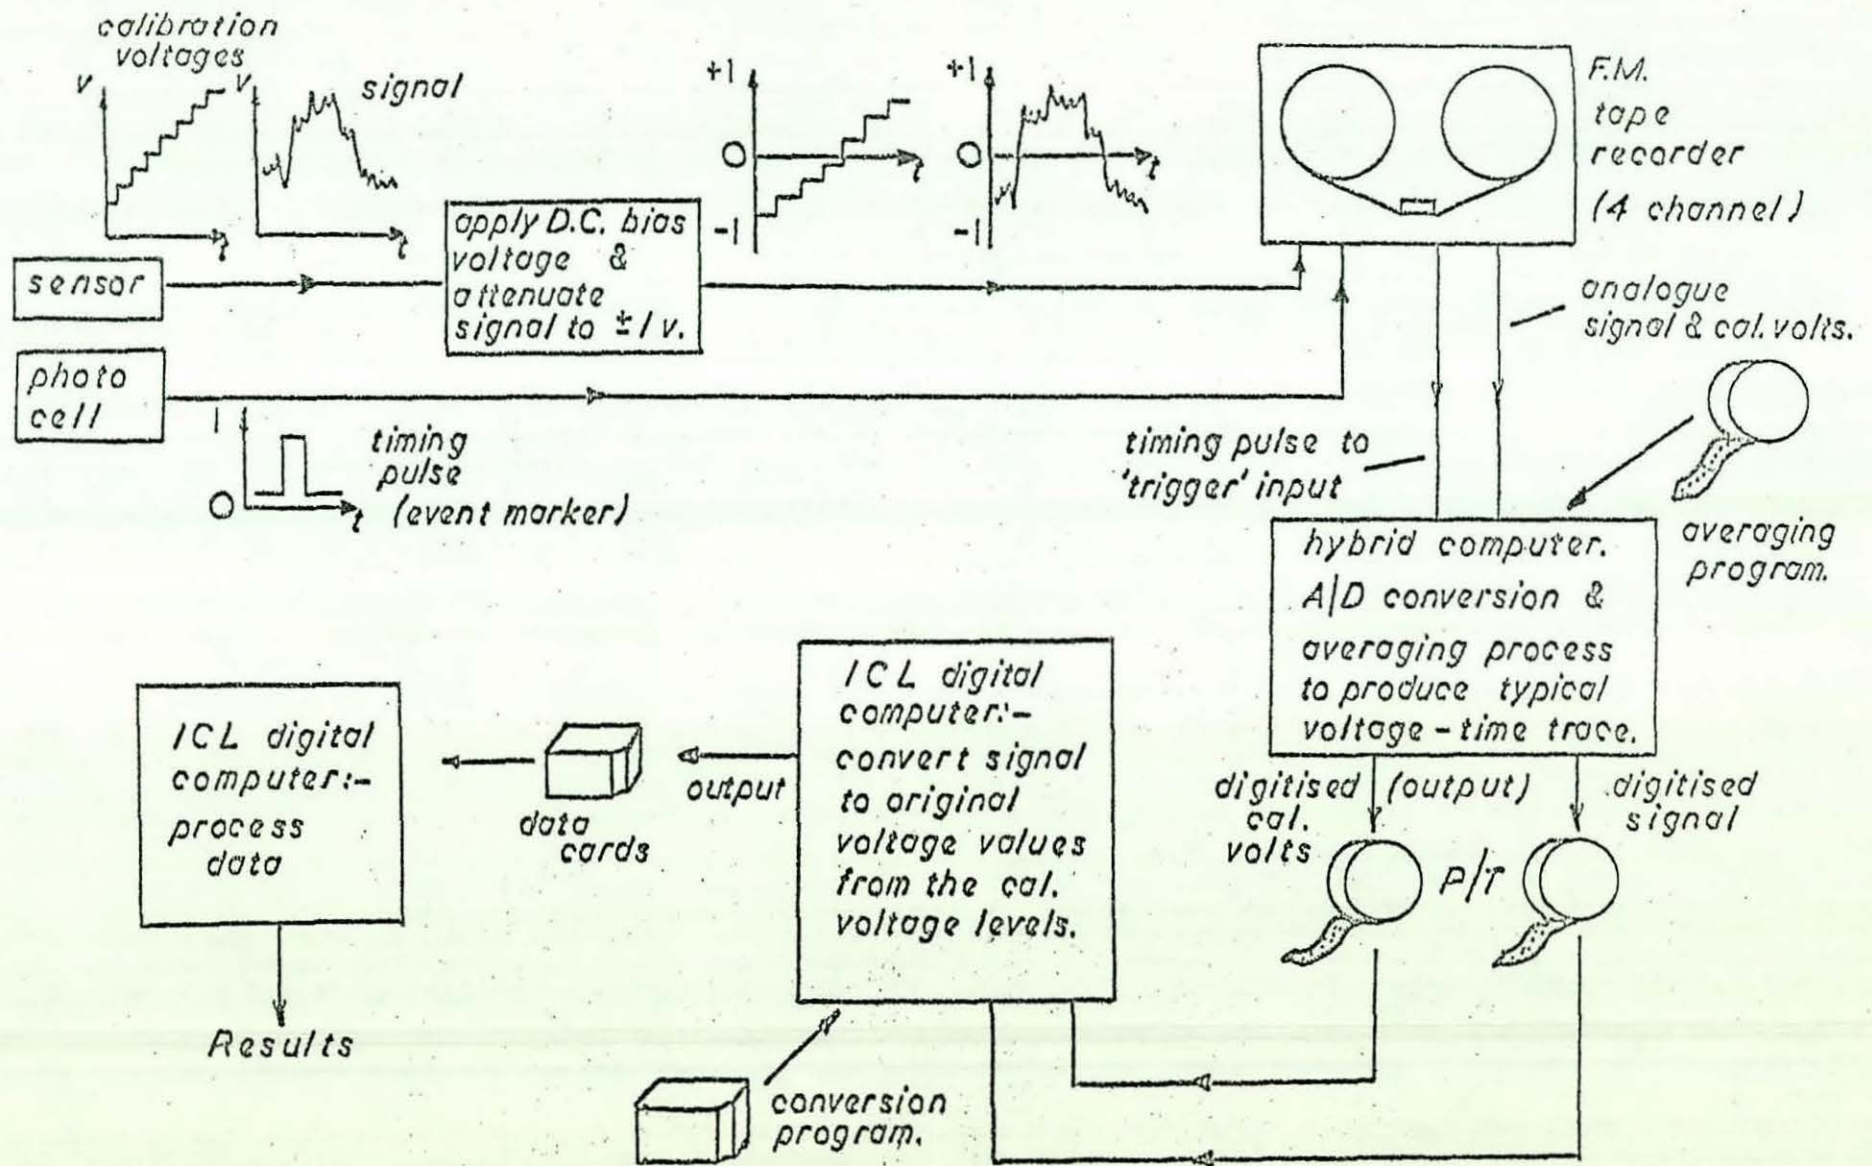 calibration
voltages
v
t
v
signal
t
+1
O
-1
t
+1
O
-1
t
F.M.
tape
recorder
(4 channel)
sensor
apply D.C. bias
voltage &
attenuate
signal to ±1v.
analogue
signal & cal. volts.
photo
cell
1
O
t
timing
pulse
(event marker)
timing pulse to
'trigger' input
averaging
program.
hybrid computer.
A/D conversion &
averaging process
to produce typical
voltage - time trace.
digitised
cal.
volts
(output)
digitised
signal
P/T
ICL digital
computer:-
convert signal
to original
voltage values
from the cal.
voltage levels.
output
data
cards
ICL digital
computer:-
process
data
Results
conversion
program.